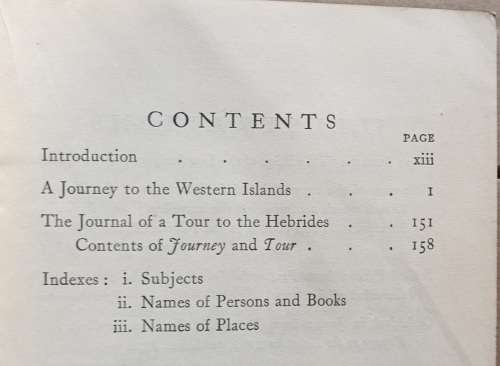 CONTENTS
PAGE
Introduction . . . . . . xiii
A Journey to the Western Islands . . . 1
The Journal of a Tour to the Hebrides . . 151
Contents of Journey and Tour . . . 158
Indexes : i. Subjects
ii. Names of Persons and Books
iii. Names of Places